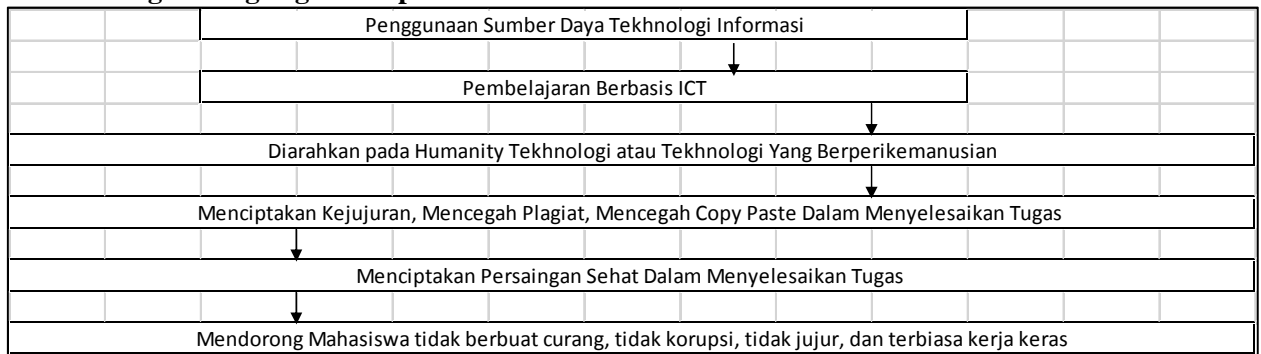 Penggunaan Sumber Daya Tekhnologi Informasi
Pembelajaran Berbasis ICT
Diarahkan pada Humanity Tekhnologi atau Tekhnologi Yang Berperikemanusian
Menciptakan Kejujuran, Mencegah Plagiat, Mencegah Copy Paste Dalam Menyelesaikan Tugas
Menciptakan Persaingan Sehat Dalam Menyelesaikan Tugas
Mendorong Mahasiswa tidak berbuat curang, tidak korupsi, tidak jujur, dan terbiasa kerja keras